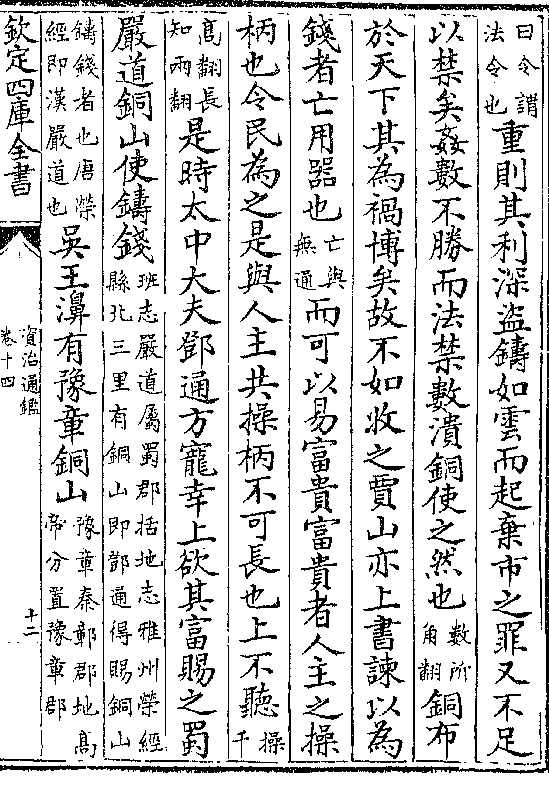 曰令謂
法令也
重則其利深盜鑄如雲而起棄市之罪又不足
以禁矣姦數不勝而法禁數潰銅使之然也
數所
角翻
銅布
於天下其為禍博矣故不如收之賈山亦上書諫以為
錢者亡用器也
亡與
無通
而可以易富貴富貴者人主之操
柄也令民為之是與人主共操柄不可長也上不聽
操
千
高翻長
知兩翻
是時太中大夫鄧通方寵幸上欲其富賜之蜀
嚴道銅山使鑄錢
班志嚴道屬蜀郡括地志雅州榮經
縣北三里有銅山即鄧通得賜銅山
鑄錢者也唐榮
經即漢嚴道也
吳王濞有豫章銅山
豫章秦鄣郡地高
帝分置豫章郡
欽定四庫全書
資治通鑑
卷十四
十二